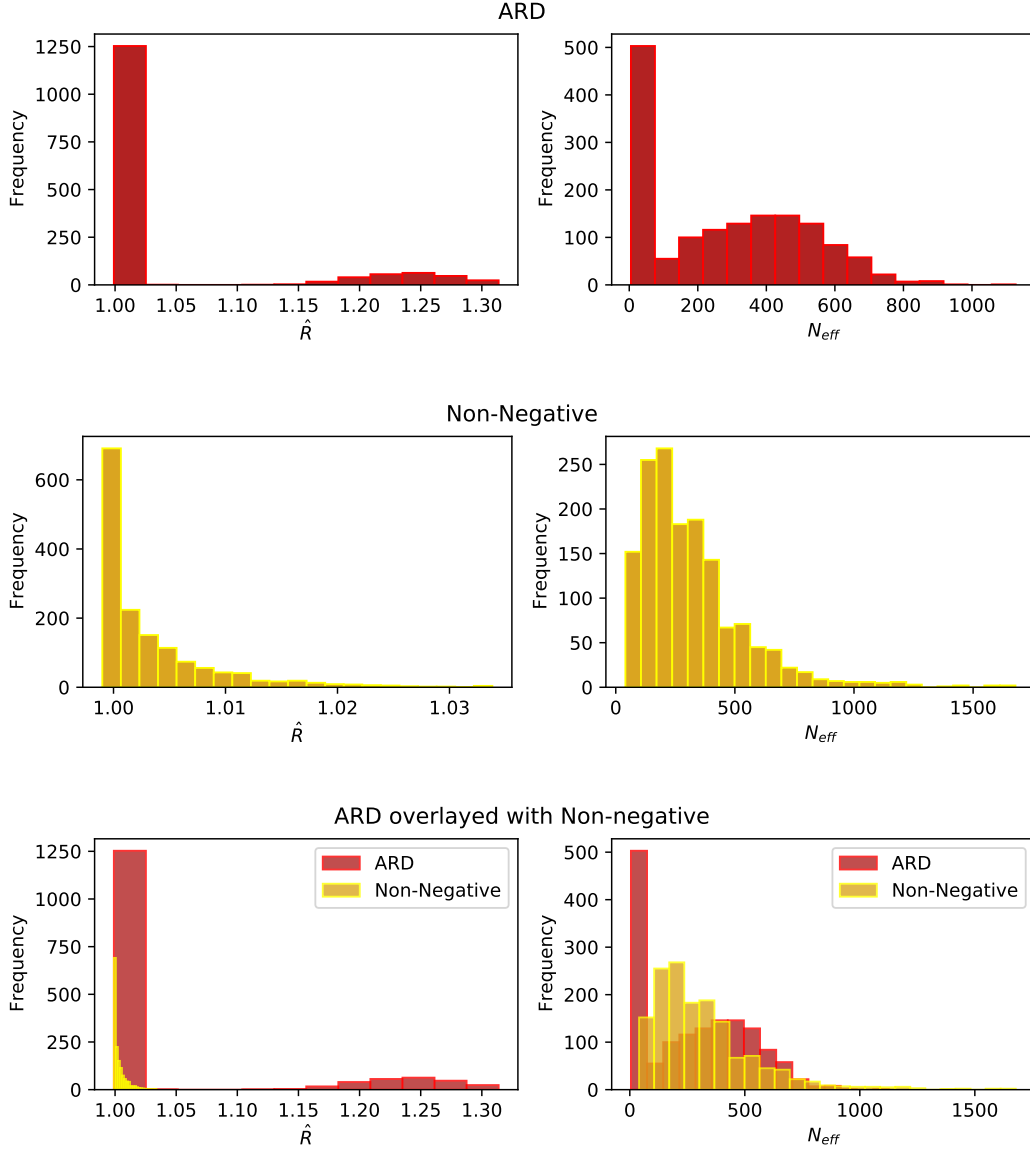 ARD
Frequency
1250
1000
750
500
250
0
1.00 1.05 1.10 1.15 1.20 1.25 1.30
R̂
Frequency
500
400
300
200
100
0
0 200 400 600 800 1000
N_eff
Non-Negative
Frequency
600
400
200
0
1.00 1.01 1.02 1.03
R̂
Frequency
250
200
150
100
50
0
0 500 1000 1500
N_eff
ARD overlayed with Non-negative
Frequency
1250
1000
750
500
250
0
1.00 1.05 1.10 1.15 1.20 1.25 1.30
R̂
ARD
Non-Negative
Frequency
500
400
300
200
100
0
0 500 1000 1500
N_eff
ARD
Non-Negative